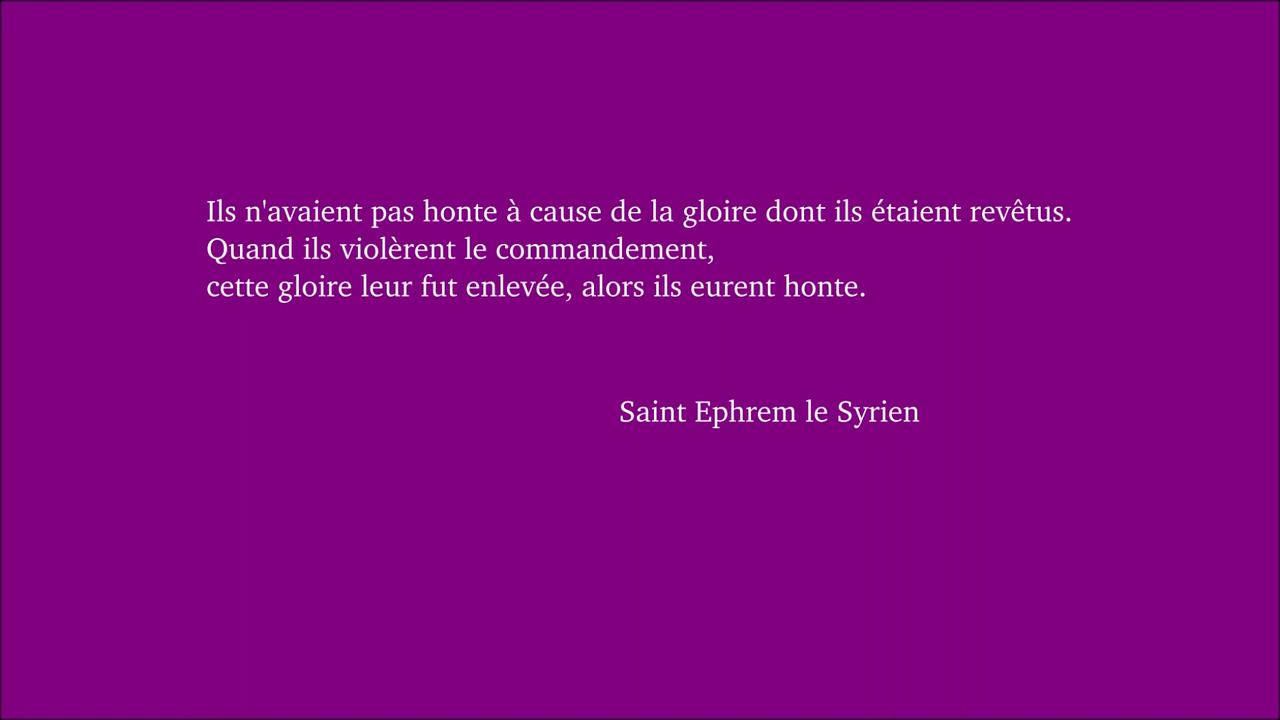 Ils n'avaient pas honte à cause de la gloire dont ils étaient revêtus.
Quand ils violèrent le commandement,
cette gloire leur fut enlevée, alors ils eurent honte.
Saint Ephrem le Syrien